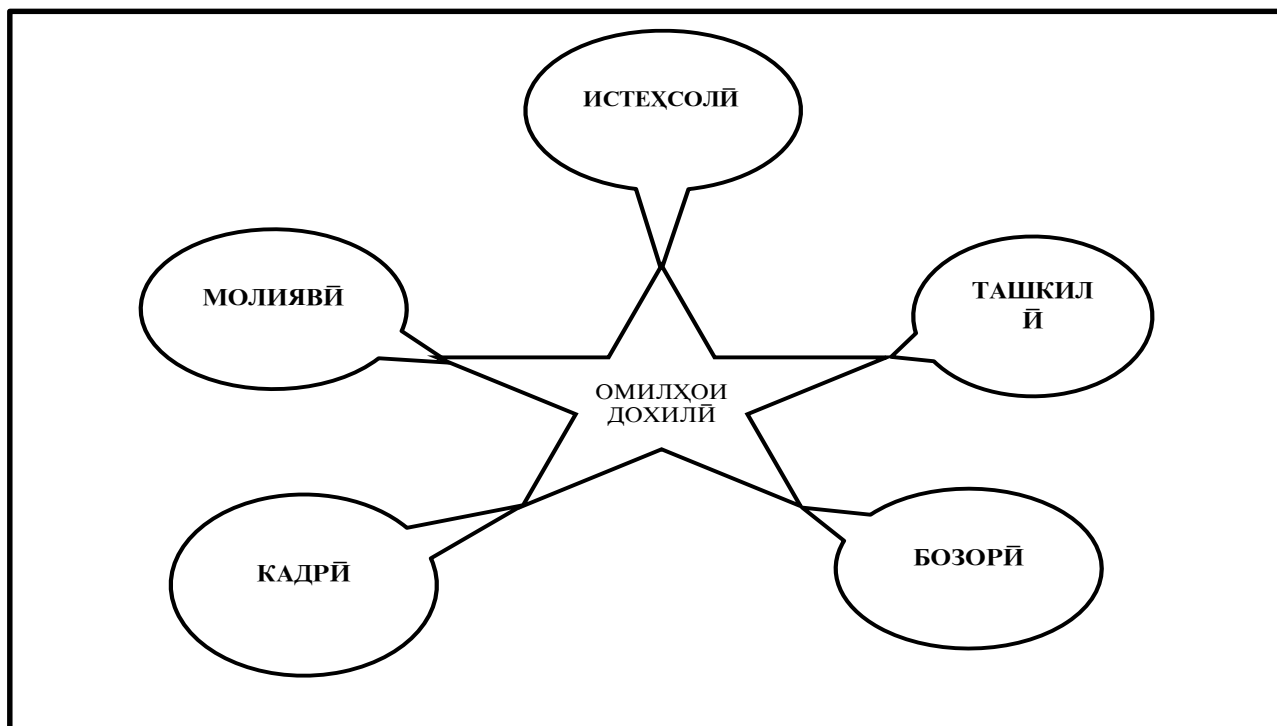 ИСТЕҲСОЛӢ
МОЛИЯВӢ
ТАШКИЛ
Ӣ
ОМИЛҲОИ
ДОХИЛӢ
КАДРӢ
БОЗОРӢ